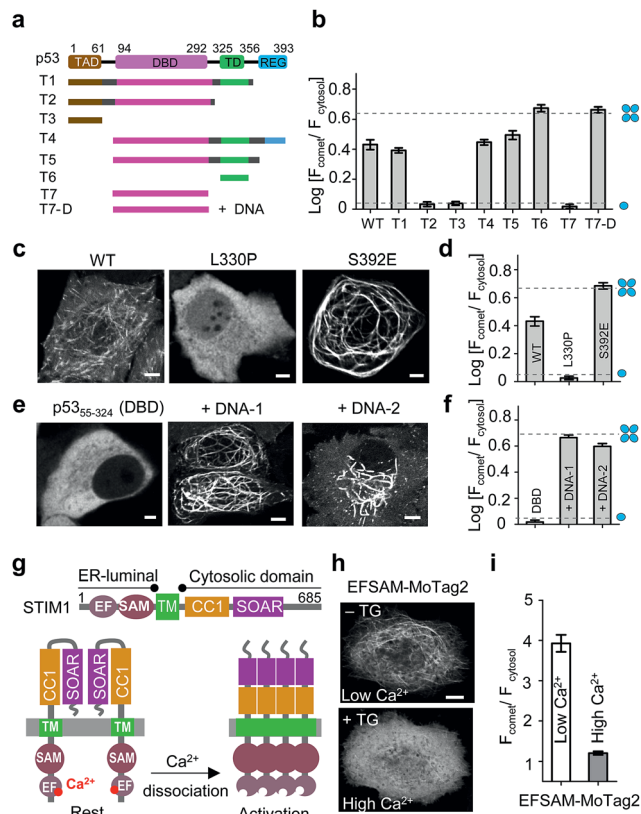 a
1 61 94 292 325 356 393
p53 TAD DBD TD REG
T1
T2
T3
T4
T5
T6
T7
T7-D + DNA
b
Log [Fcomet/ Fcytosol]
0.8
0.6
0.4
0.2
0
WT T1 T2 T3 T4 T5 T6 T7 T7-D
c
WT L330P S392E
d
Log [Fcomet/ Fcytosol]
0.8
0.6
0.4
0.2
0
WT
L330P
S392E
e
p5355-324 (DBD) + DNA-1 + DNA-2
f
Log [Fcomet/ Fcytosol]
0.8
0.6
0.4
0.2
0
DBD
+ DNA-1
+ DNA-2
g
ER-luminal Cytosolic domain
1 685
STIM1 EF SAM TM CC1 SOAR
CC1 SOAR SOAR CC1
TM TM
SAM SAM
EF Ca2+ EF
Ca2+
dissociation
Rest Activation
h
EFSAM-MoTag2
– TG
Low Ca2+
+ TG
High Ca2+
i
Fcomet/ Fcytosol
5
4
3
2
1
Low Ca2+
High Ca2+
EFSAM-MoTag2